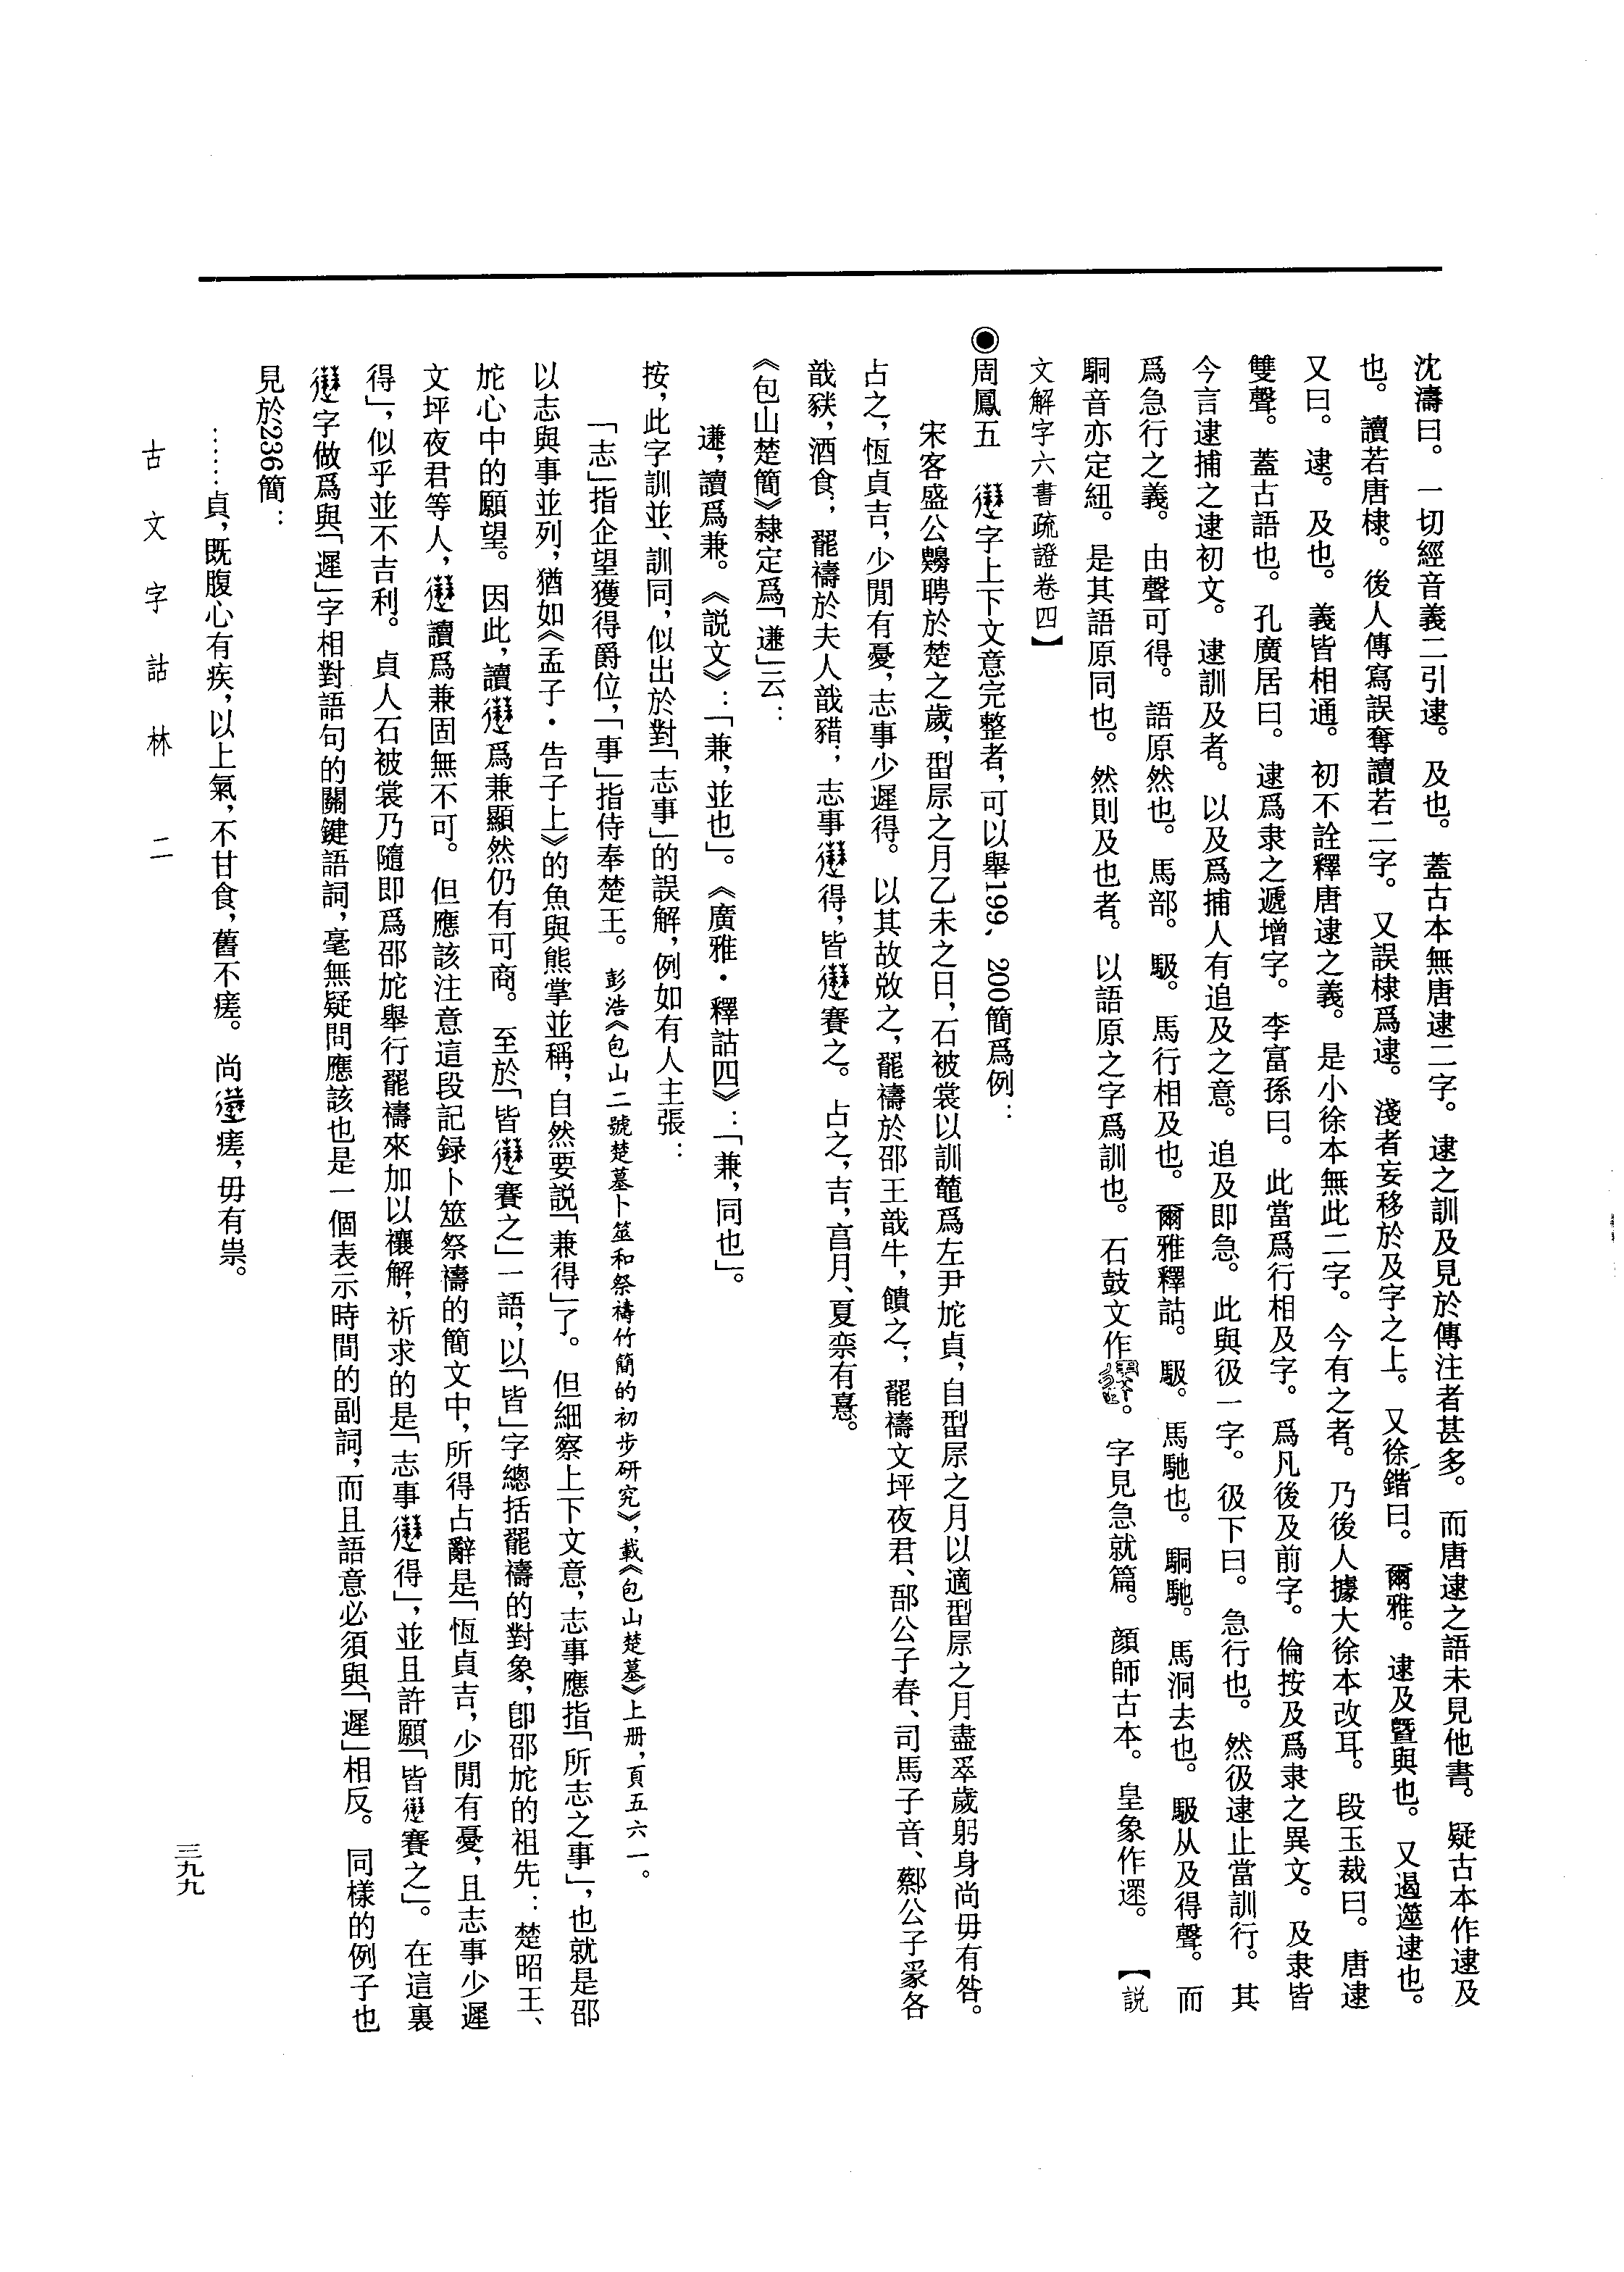 沈濤曰。一切經音義二引逮。及也。蓋古本無唐逮二字。逮之訓及見於傳注者甚多。而唐逮之語未見他書。疑古本作逮及
也。讀若唐棣。後人傳寫誤奪讀若二字。又誤棣爲逮。淺者妄移於及字之上。又徐鍇曰。爾雅。逮及暨與也。又遏遾逮也。
又曰。逮。及也。義皆相通。初不詮釋唐逮之義。是小徐本無此二字。今有之者。乃後人據大徐本改耳。段玉裁曰。唐逮
雙聲。蓋古語也。孔廣居曰。逮爲隶之遞增字。李富孫曰。此當爲行相及字。爲凡後及前字。倫按及爲隶之異文。及隶皆
今言逮捕之逮初文。逮訓及者。以及爲捕人有追及之意。追及即急。此與彶一字。彶下曰。急行也。然彶逮止當訓行。其
爲急行之義。由聲可得。語原然也。馬部。馺。馬行相及也。爾雅釋詁。馺。馬馳也。駧馳。馬洞去也。馺从及得聲。而
駧音亦定紐。是其語原同也。然則及也者。以語原之字爲訓也。石鼓文作。字見急就篇。顔師古本。皇象作遝。【説
文解字六書疏證卷四】
◉周鳳五 字上下文意完整者，可以舉199、200簡爲例：
宋客盛公鶣聘於楚之歲，㓝𡱒之月乙未之日，石被裳以訓𪓐爲左尹𨈖貞，自㓝𡱒之月以適㓝𡱒之月盡𡴱歲躬身尚毋有咎。
占之，恆貞吉，少閒有憂，志事少遲得。以其故敚之，罷禱於邵王戠牛，饋之；罷禱文坪夜君、郚公子春、司馬子音、蔡公子家各
戠豢，酒食；罷禱於夫人戠豬；志事得，皆賽之。占之，吉，亯月、夏柰有憙。
《包山楚簡》隸定爲「㻩」云：
㻩，讀爲兼。《説文》：「兼，並也」。《廣雅·釋詁四》：「兼，同也」。
按，此字訓並、訓同，似出於對「志事」的誤解，例如有人主張：
「志」指企望獲得爵位，「事」指侍奉楚王。彭浩《包山二號楚墓卜筮和祭禱竹簡的初步研究》，載《包山楚墓》上册，頁五六一。
以志與事並列，猶如《孟子·告子上》的魚與熊掌並稱，自然要説「兼得」了。但細察上下文意，志事應指「所志之事」，也就是邵
𨈖心中的願望。因此，讀爲兼顯然仍有可商。至於「皆賽之」一語，以「皆」字總括罷禱的對象，卽邵𨈖的祖先：楚昭王、
文坪夜君等人，讀爲兼固無不可。但應該注意這段記録卜筮祭禱的簡文中，所得占辭是「恆貞吉，少閒有憂，且志事少遲
得」，似乎並不吉利。貞人石被裳乃隨即爲邵𨈖舉行罷禱來加以禳解，祈求的是「志事得」，並且許願「皆賽之」。在這裏
字做爲與「遲」字相對語句的關鍵語詞，毫無疑問應該也是一個表示時間的副詞，而且語意必須與「遲」相反。同樣的例子也
見於236簡：
……貞，既腹心有疾，以上氣，不甘食，舊不瘥。尚瘥，毋有祟。
古文字詁林 二
三九九